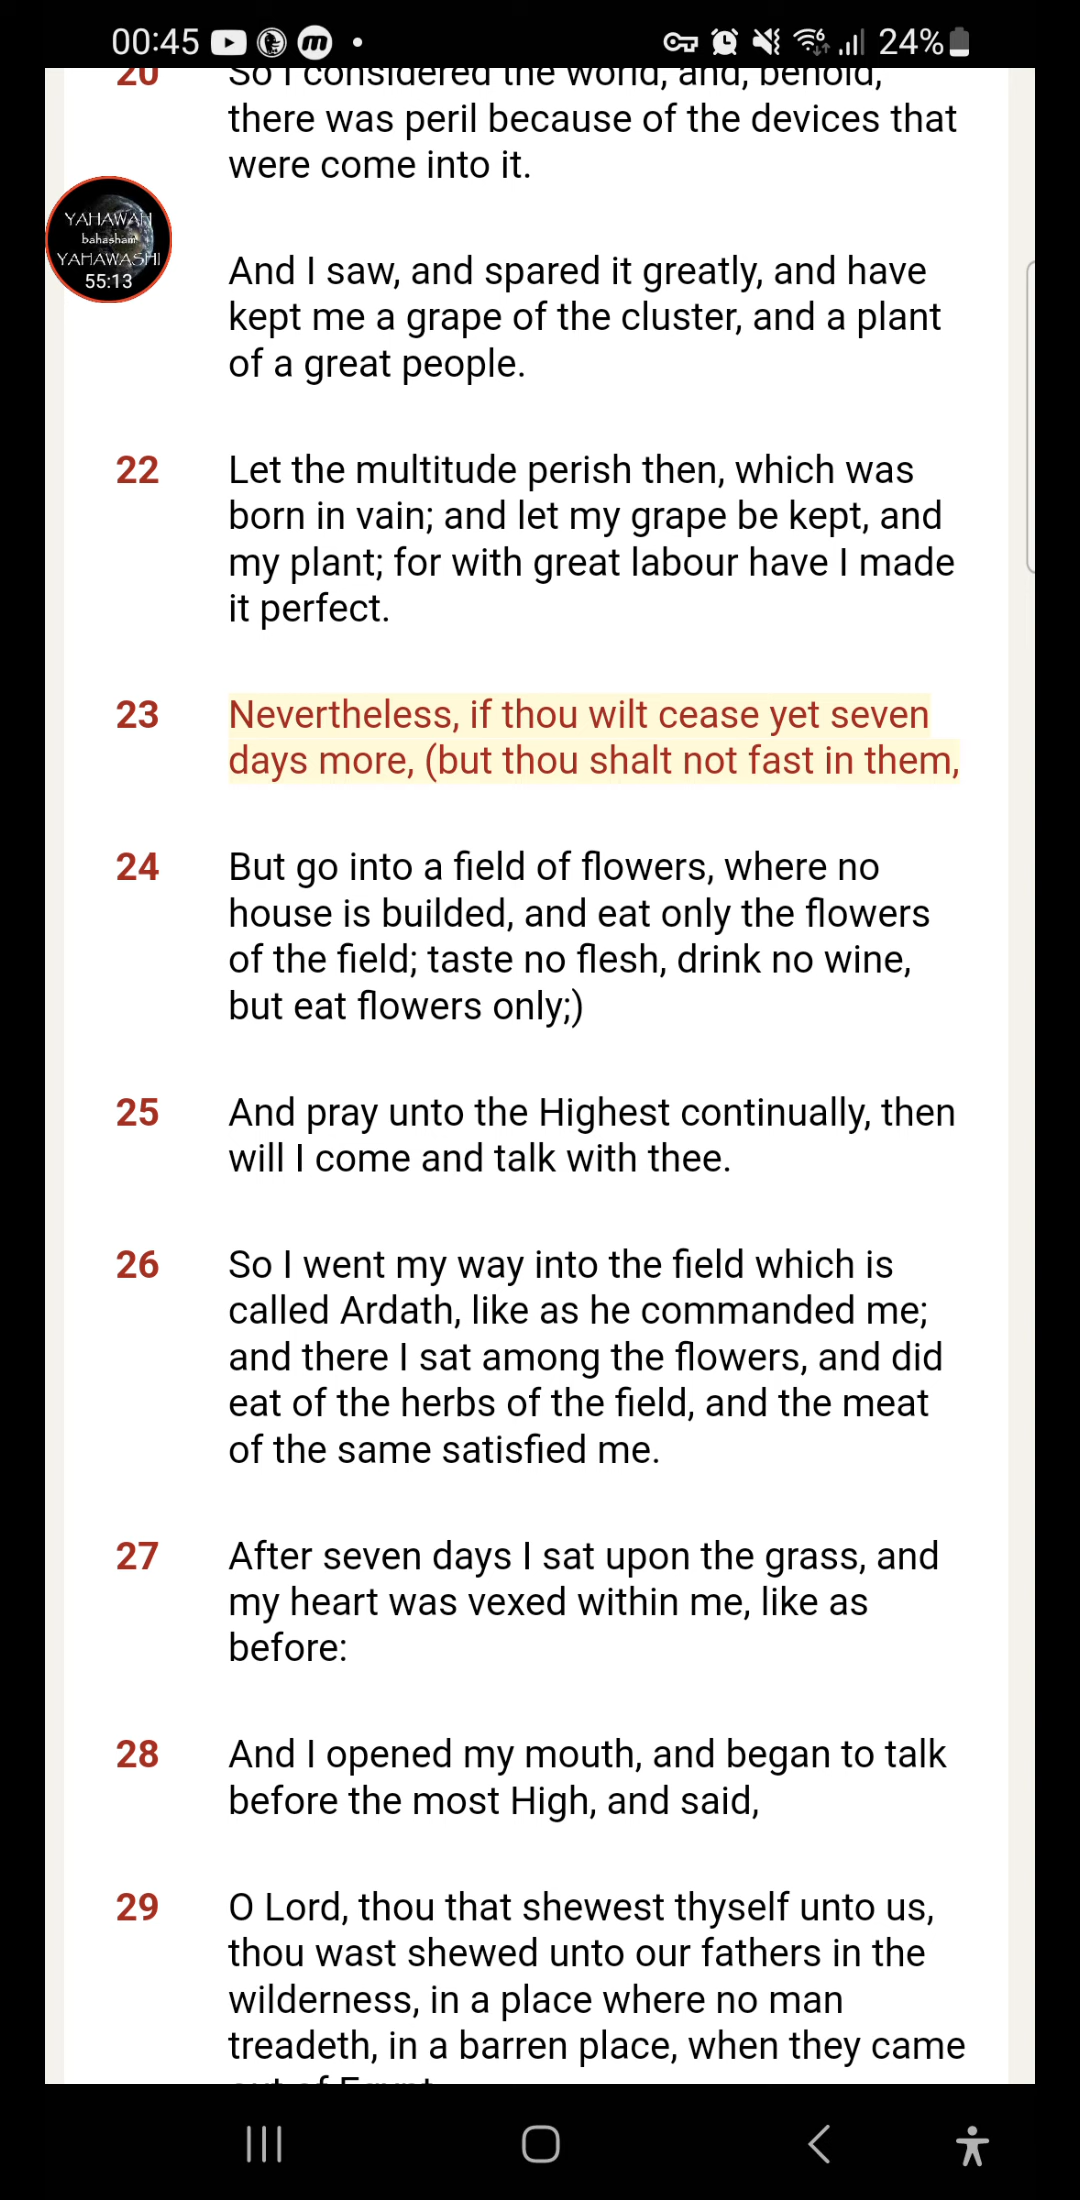 00:45
24%
20 So I considered the world, and, behold,
there was peril because of the devices that
were come into it.
YAHAWAH
bahasham
YAHAWASHI
55:13
And I saw, and spared it greatly, and have
kept me a grape of the cluster, and a plant
of a great people.
22 Let the multitude perish then, which was
born in vain; and let my grape be kept, and
my plant; for with great labour have I made
it perfect.
23 Nevertheless, if thou wilt cease yet seven
days more, (but thou shalt not fast in them,
24 But go into a field of flowers, where no
house is builded, and eat only the flowers
of the field; taste no flesh, drink no wine,
but eat flowers only;)
25 And pray unto the Highest continually, then
will I come and talk with thee.
26 So I went my way into the field which is
called Ardath, like as he commanded me;
and there I sat among the flowers, and did
eat of the herbs of the field, and the meat
of the same satisfied me.
27 After seven days I sat upon the grass, and
my heart was vexed within me, like as
before:
28 And I opened my mouth, and began to talk
before the most High, and said,
29 O Lord, thou that shewest thyself unto us,
thou wast shewed unto our fathers in the
wilderness, in a place where no man
treadeth, in a barren place, when they came
out of Egypt